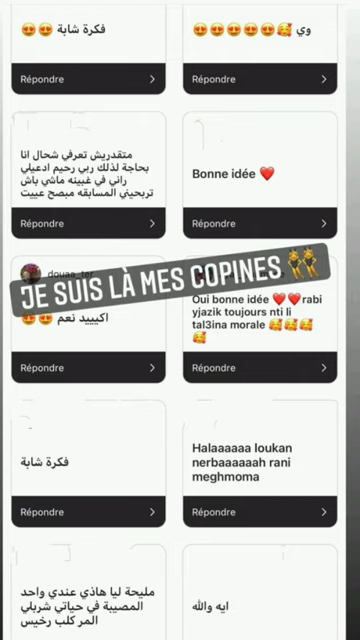 فكرة شابة 😍😍
وي 🥰😍😍😍😍😍
Répondre
Répondre
متقدريش تعرفي شحال انا
بحاجة لذلك ربي رحيم ادعيلي
راني في غبينه ماشي باش
تربحيني المسابقه مبصح عييت
Bonne idée ❤️
Répondre
Répondre
douaa_ter
JE SUIS LÀ MES COPINES 👯
اكيييد نعم 😍😍
Oui bonne idée ❤️❤️rabi
yjazik toujours nti li
tal3ina morale 🥰🥰🥰
🥰
Répondre
Répondre
فكرة شابة
Halaaaaaa loukan
nerbaaaaaah rani
meghmoma
Répondre
Répondre
مليحة ليا هاذي عندي واحد
المصيبة في حياتي شربلي
المر كلب رخيس
ايه والله